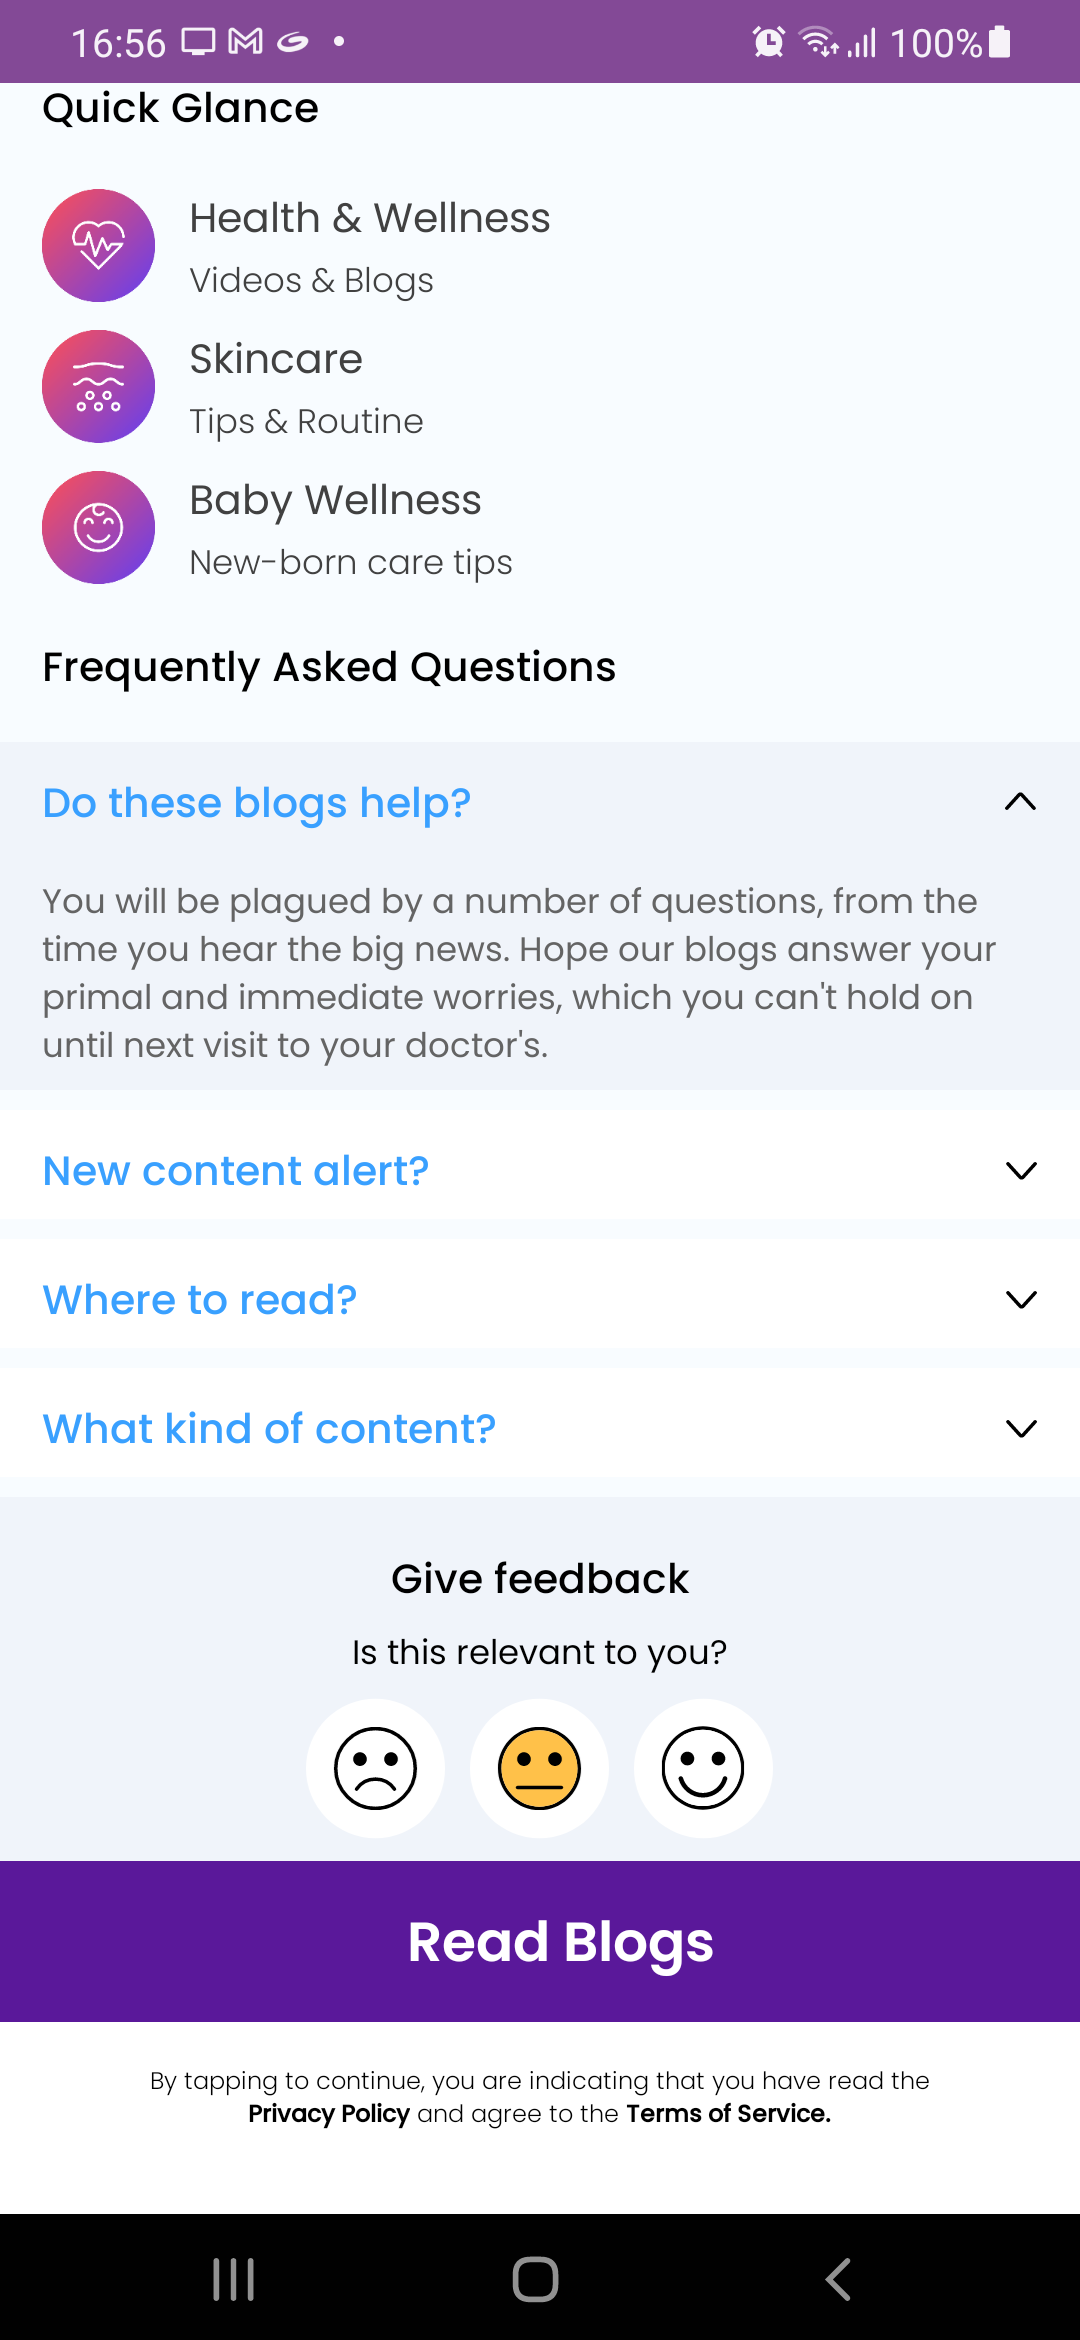 16:56
100%
Quick Glance
Health & Wellness
Videos & Blogs
Skincare
Tips & Routine
Baby Wellness
New-born care tips
Frequently Asked Questions
Do these blogs help?
You will be plagued by a number of questions, from the
time you hear the big news. Hope our blogs answer your
primal and immediate worries, which you can't hold on
until next visit to your doctor's.
New content alert?
Where to read?
What kind of content?
Give feedback
Is this relevant to you?
Read Blogs
By tapping to continue, you are indicating that you have read the
Privacy Policy and agree to the Terms of Service.